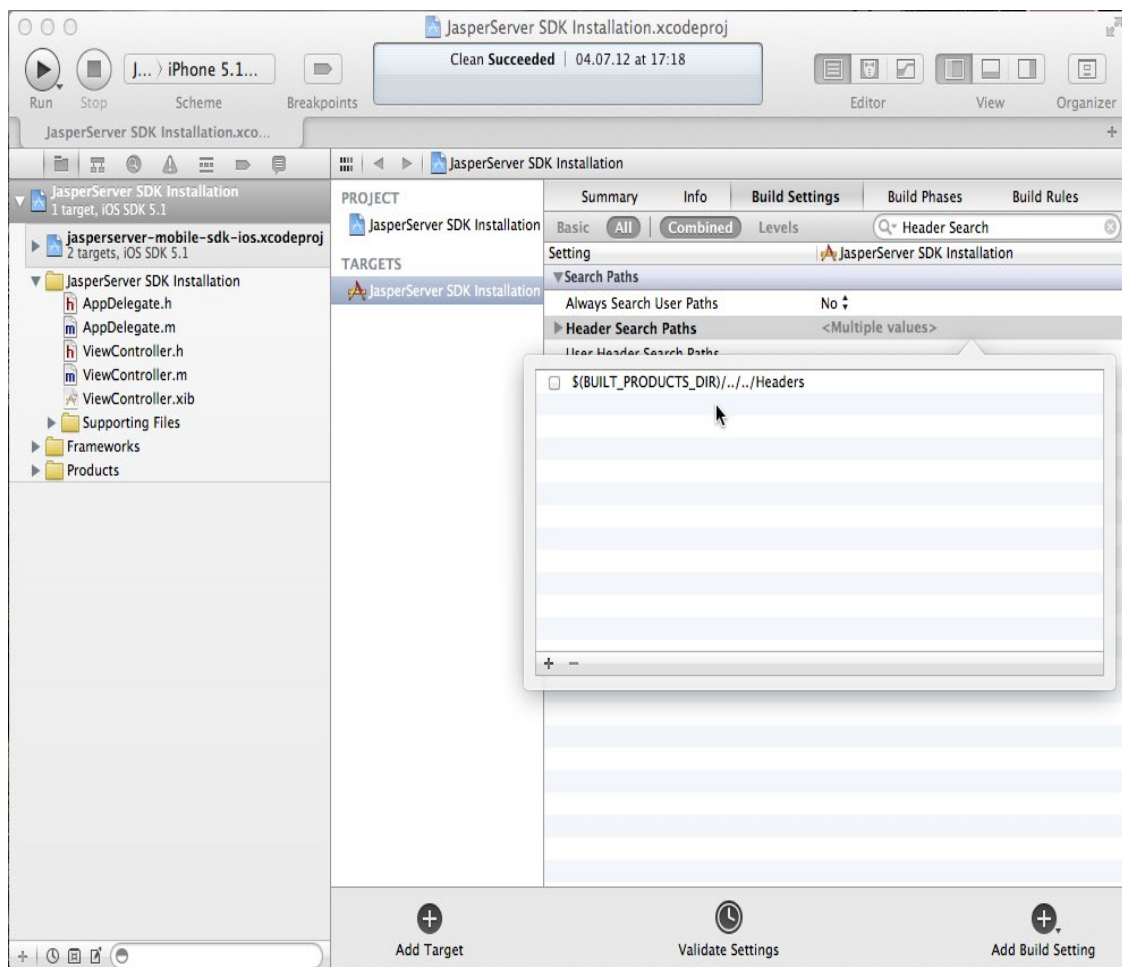 JasperServer SDK Installation.xcodeproj
Clean Succeeded | 04.07.12 at 17:18
J... › iPhone 5.1...
Run Stop Scheme Breakpoints Editor View Organizer
JasperServer SDK Installation.xco...
JasperServer SDK Installation
JasperServer SDK Installation
1 target, iOS SDK 5.1
jasperserver-mobile-sdk-ios.xcodeproj
2 targets, iOS SDK 5.1
JasperServer SDK Installation
h AppDelegate.h
m AppDelegate.m
h ViewController.h
m ViewController.m
ViewController.xib
Supporting Files
Frameworks
Products
PROJECT
JasperServer SDK Installation
TARGETS
JasperServer SDK Installation
Summary Info Build Settings Build Phases Build Rules
Basic All Combined Levels Header Search
Setting JasperServer SDK Installation
Search Paths
Always Search User Paths No
Header Search Paths <Multiple values>
User Header Search Paths
$(BUILT_PRODUCTS_DIR)/../../Headers
Add Target Validate Settings Add Build Setting